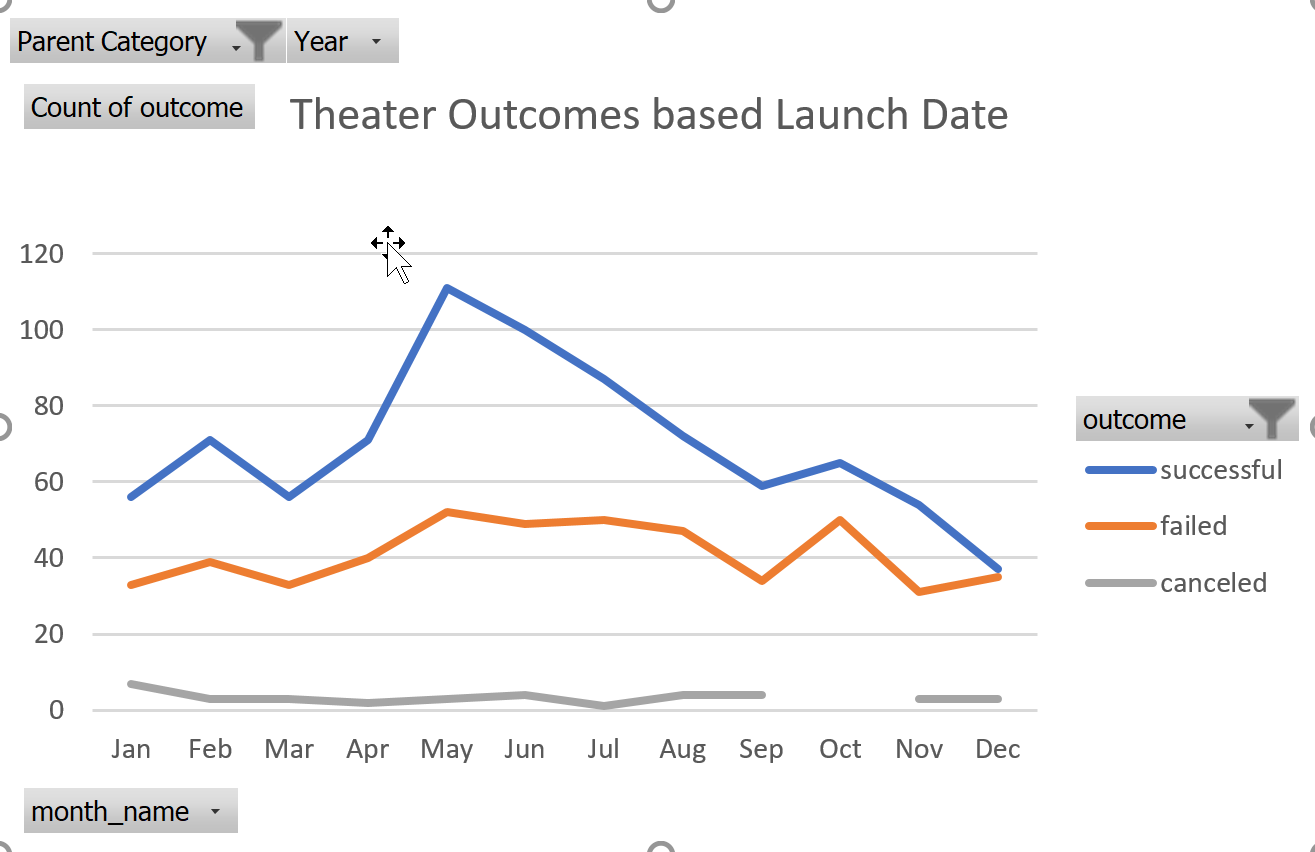 Parent Category Year
Count of outcome
Theater Outcomes based Launch Date
120
100
80
60
40
20
0
Jan Feb Mar Apr May Jun Jul Aug Sep Oct Nov Dec
outcome
successful
failed
canceled
month_name